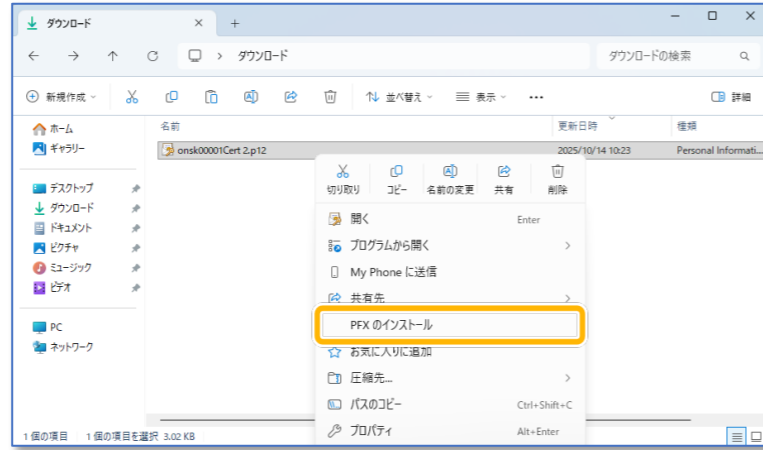 ダウンロード
ダウンロード
ダウンロードの検索
新規作成
並べ替え
表示
詳細
名前
更新日時
種類
ホーム
ギャラリー
onsk00001Cert 2.p12
2025/10/14 10:23
Personal Informati...
デスクトップ
ダウンロード
ドキュメント
ピクチャ
ミュージック
ビデオ
PC
ネットワーク
切り取り
コピー
名前の変更
共有
削除
開く Enter
プログラムから開く
My Phone に送信
共有先
PFX のインストール
お気に入りに追加
圧縮先...
パスのコピー Ctrl+Shift+C
プロパティ Alt+Enter
1 個の項目 1 個の項目を選択 3.02 KB